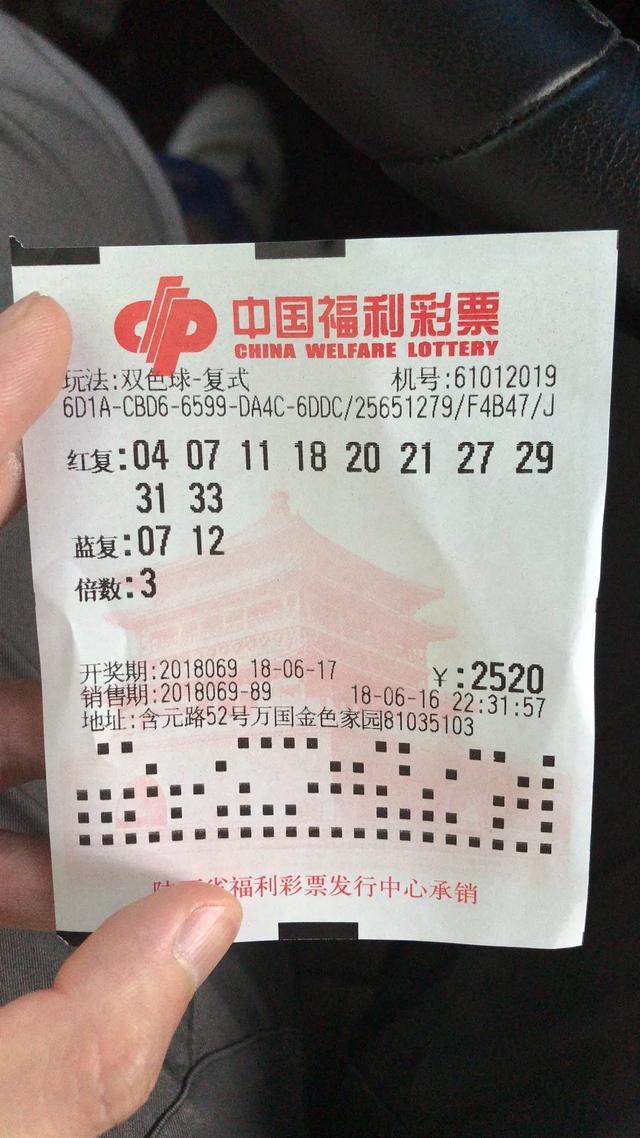 中国福利彩票
CHINA WELFARE LOTTERY
玩法:双色球-复式 机号:61012019
6D1A-CBD6-6599-DA4C-6DDC/25651279/F4B47/J
红复:04 07 11 18 20 21 27 29
31 33
蓝复:07 12
倍数:3
开奖期:2018069 18-06-17 ¥:2520
销售期:2018069-89 18-06-16 22:31:57
地址:含元路52号万国金色家园81035103
省福利彩票发行中心承销